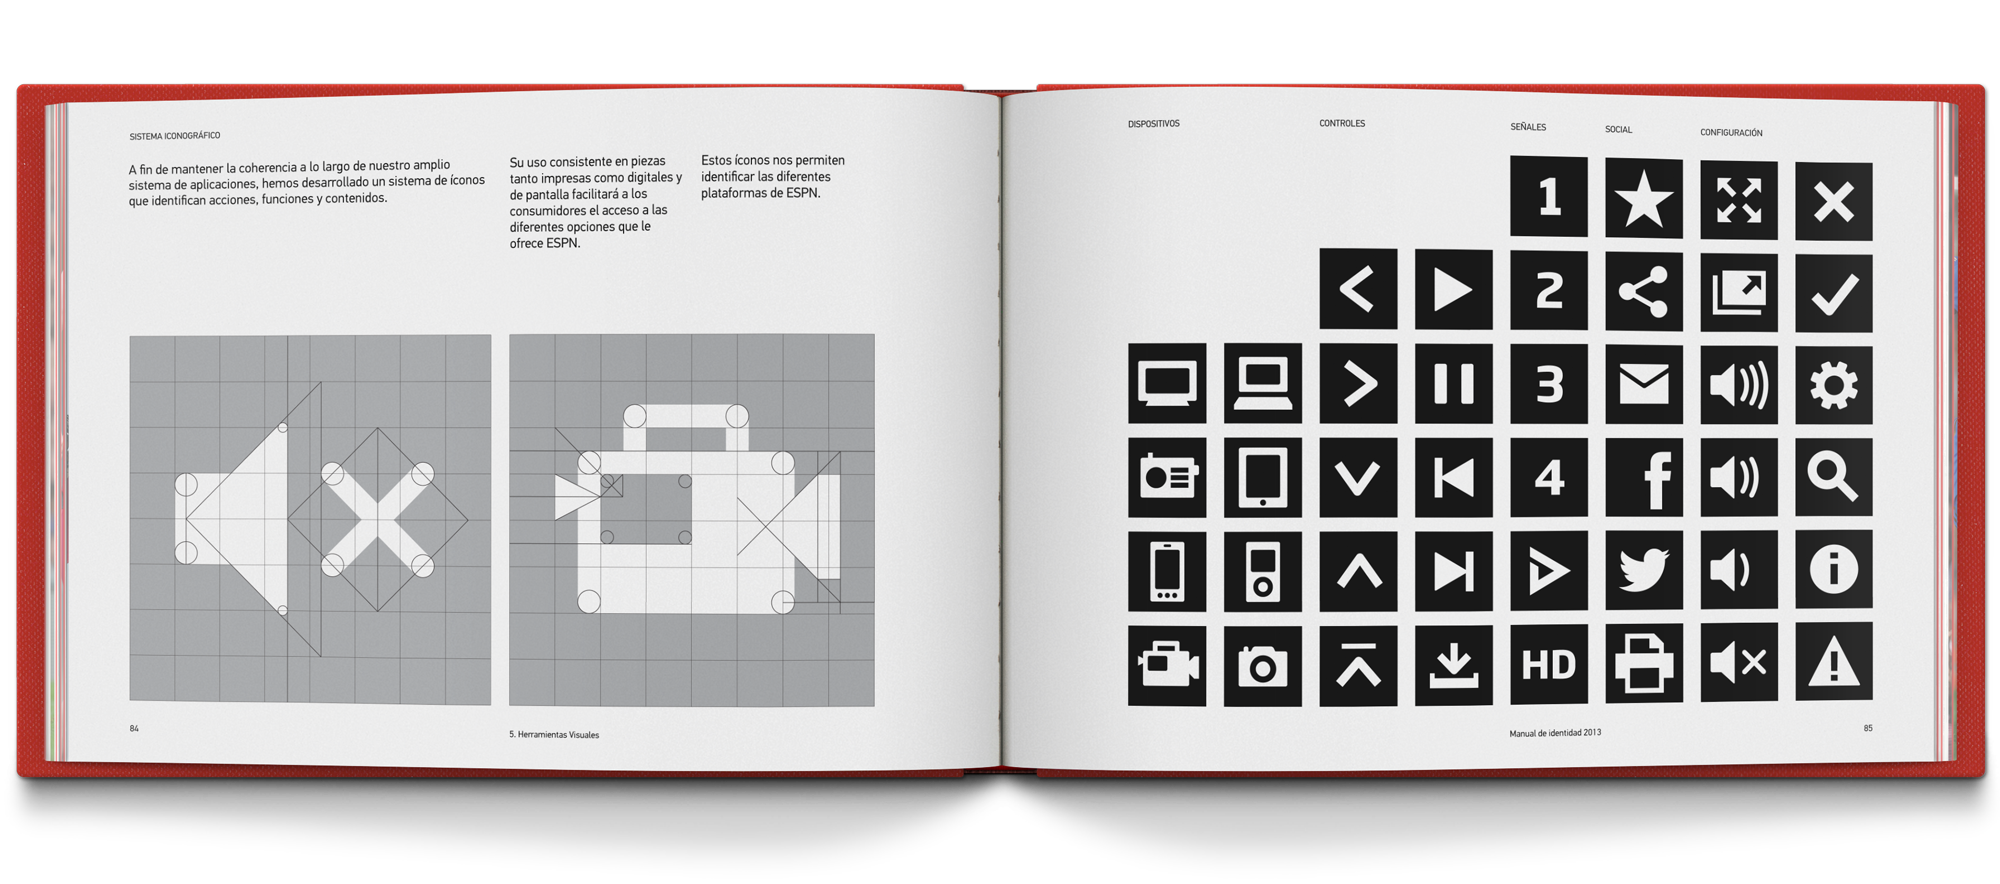 SISTEMA ICONOGRÁFICO
A fin de mantener la coherencia a lo largo de nuestro amplio
sistema de aplicaciones, hemos desarrollado un sistema de íconos
que identifican acciones, funciones y contenidos.
Su uso consistente en piezas
tanto impresas como digitales y
de pantalla facilitará a los
consumidores el acceso a las
diferentes opciones que le
ofrece ESPN.
Estos íconos nos permiten
identificar las diferentes
plataformas de ESPN.
84
5. Herramientas Visuales
DISPOSITIVOS
CONTROLES
SEÑALES
SOCIAL
CONFIGURACIÓN
1
2
3
4
f
i
HD
!
Manual de identidad 2013
85